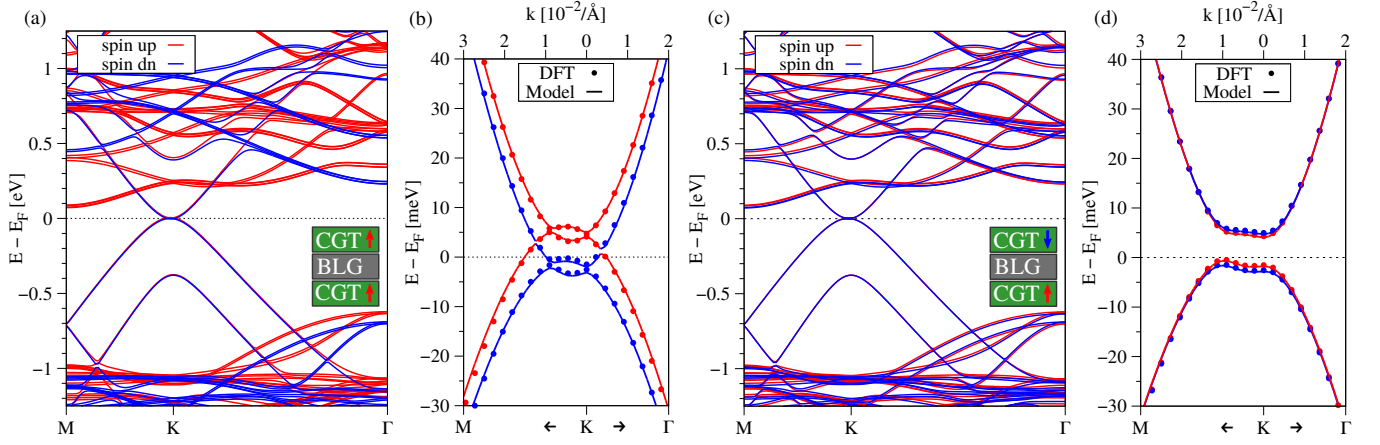 (a)
spin up
spin dn
1
0.5
0
−0.5
−1
E − E_F [eV]
CGT
BLG
CGT
M
K
Γ
(b)
k [10^-2/Å]
3
2
1
0
1
2
DFT
Model
40
30
20
10
0
−10
−20
−30
E − E_F [meV]
M
←
K
→
Γ
(c)
spin up
spin dn
1
0.5
0
−0.5
−1
E − E_F [eV]
CGT
BLG
CGT
M
K
Γ
(d)
k [10^-2/Å]
3
2
1
0
1
2
DFT
Model
40
30
20
10
0
−10
−20
−30
E − E_F [meV]
M
←
K
→
Γ